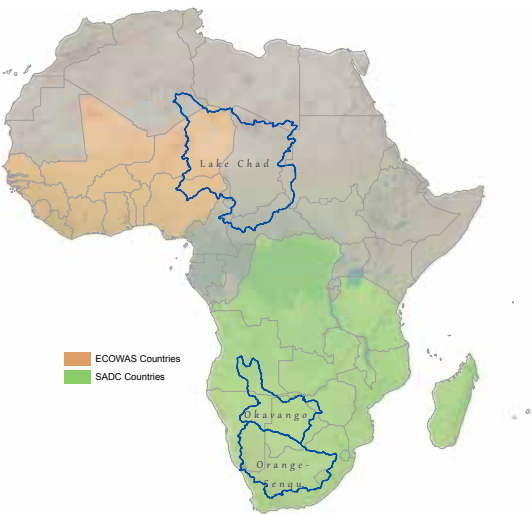 Lake Chad
ECOWAS Countries
SADC Countries
Okavango
Orange-
Senqu